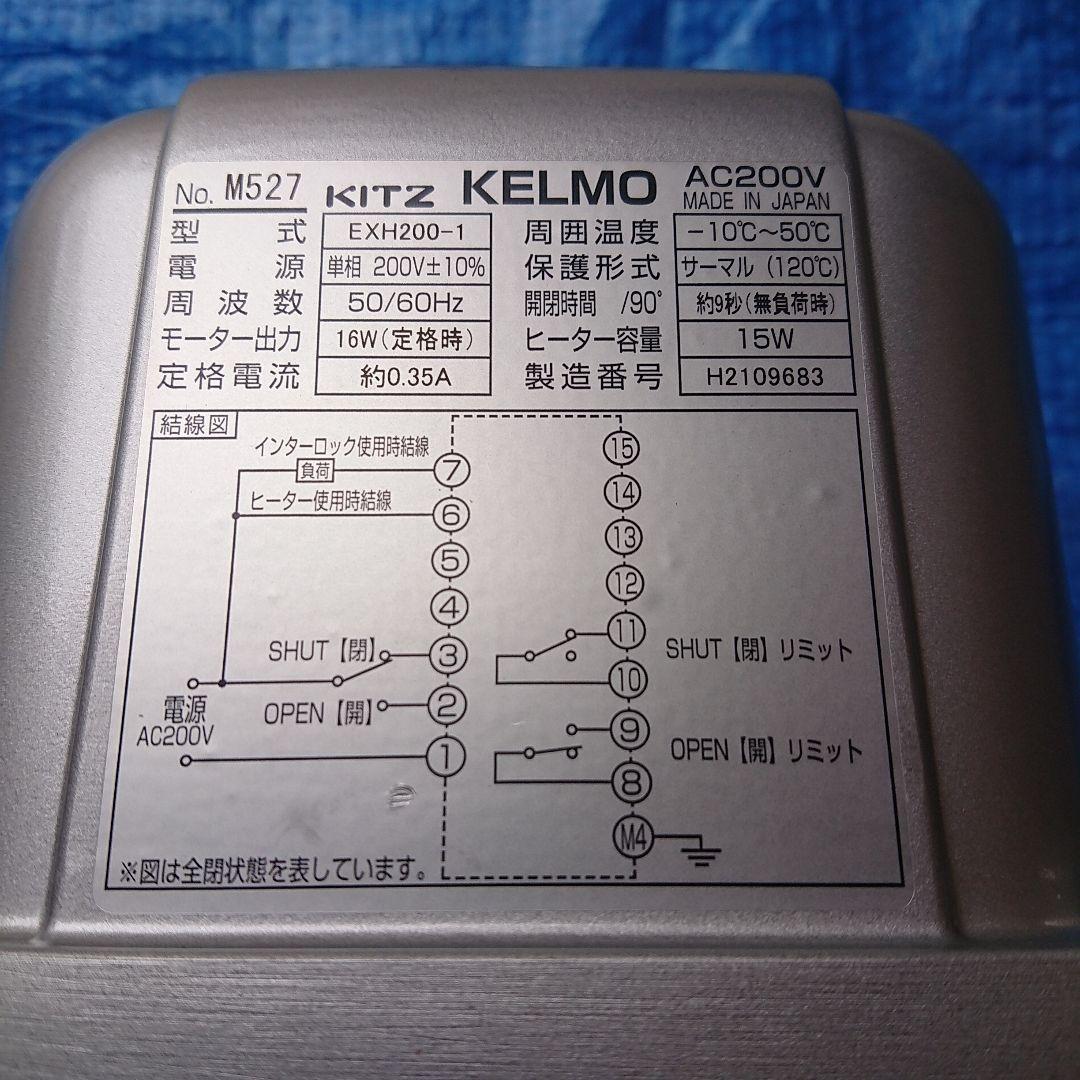 No. M527 KITZ KELMO AC200V
MADE IN JAPAN
型式 EXH200-1 周囲温度 -10℃〜50℃
電源 単相 200V±10% 保護形式 サーマル (120℃)
周波数 50/60Hz 開閉時間 /90° 約9秒(無負荷時)
モーター出力 16W(定格時) ヒーター容量 15W
定格電流 約0.35A 製造番号 H2109683
結線図
インターロック使用時結線
負荷
ヒーター使用時結線
⑦
⑥
⑤
④
SHUT【閉】 ③
OPEN【開】 ②
電源
AC200V
①
⑮
⑭
⑬
⑫
⑪
SHUT【閉】リミット
⑩
⑨
OPEN【開】リミット
⑧
M4
※図は全閉状態を表しています。